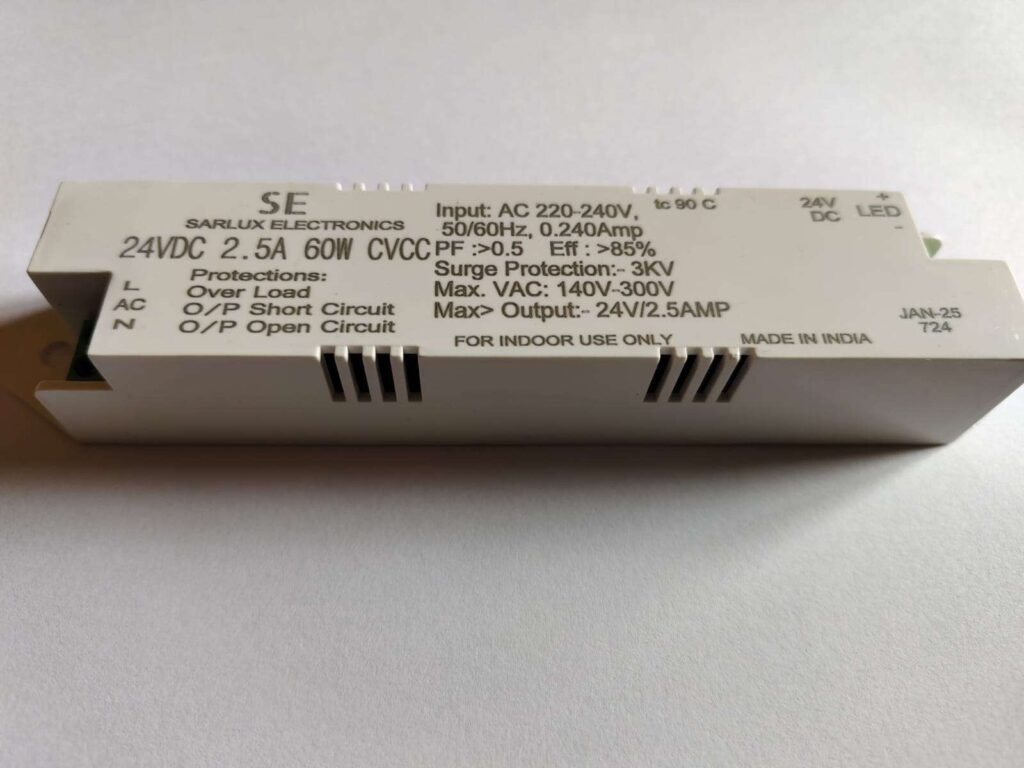 SE
SARLUX ELECTRONICS
24VDC 2.5A 60W CVCC
Protections:
Over Load
O/P Short Circuit
O/P Open Circuit
L
AC
N
Input: AC 220-240V,
50/60Hz, 0.240Amp
PF :>0.5 Eff : >85%
Surge Protection:- 3KV
Max. VAC: 140V-300V
Max> Output:- 24V/2.5AMP
FOR INDOOR USE ONLY
MADE IN INDIA
tc 90 C
24V
DC
+
LED
-
JAN-25
724